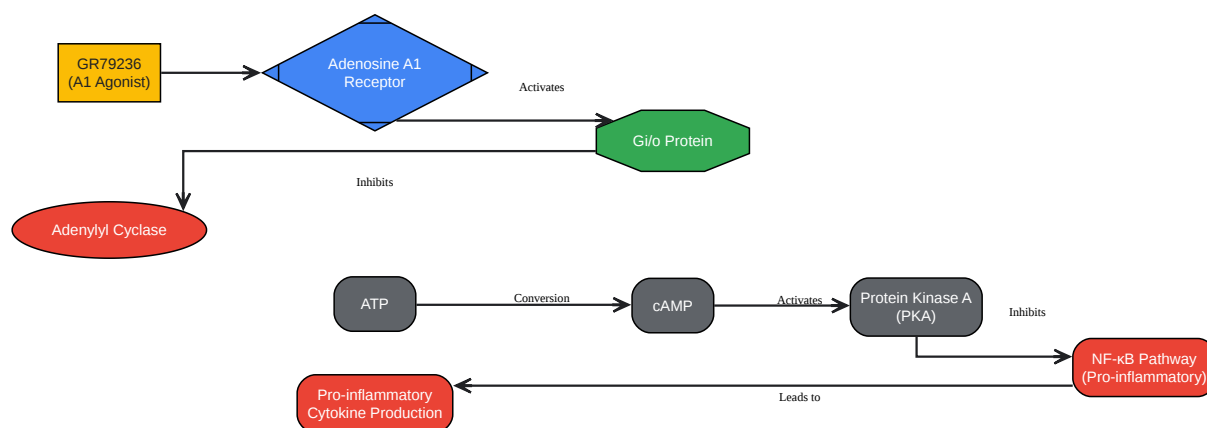 GR79236
(A1 Agonist)
Adenosine A1
Receptor
Activates
Gi/o Protein
Inhibits
Adenylyl Cyclase
ATP
Conversion
cAMP
Activates
Protein Kinase A
(PKA)
Inhibits
NF-κB Pathway
(Pro-inflammatory)
Leads to
Pro-inflammatory
Cytokine Production